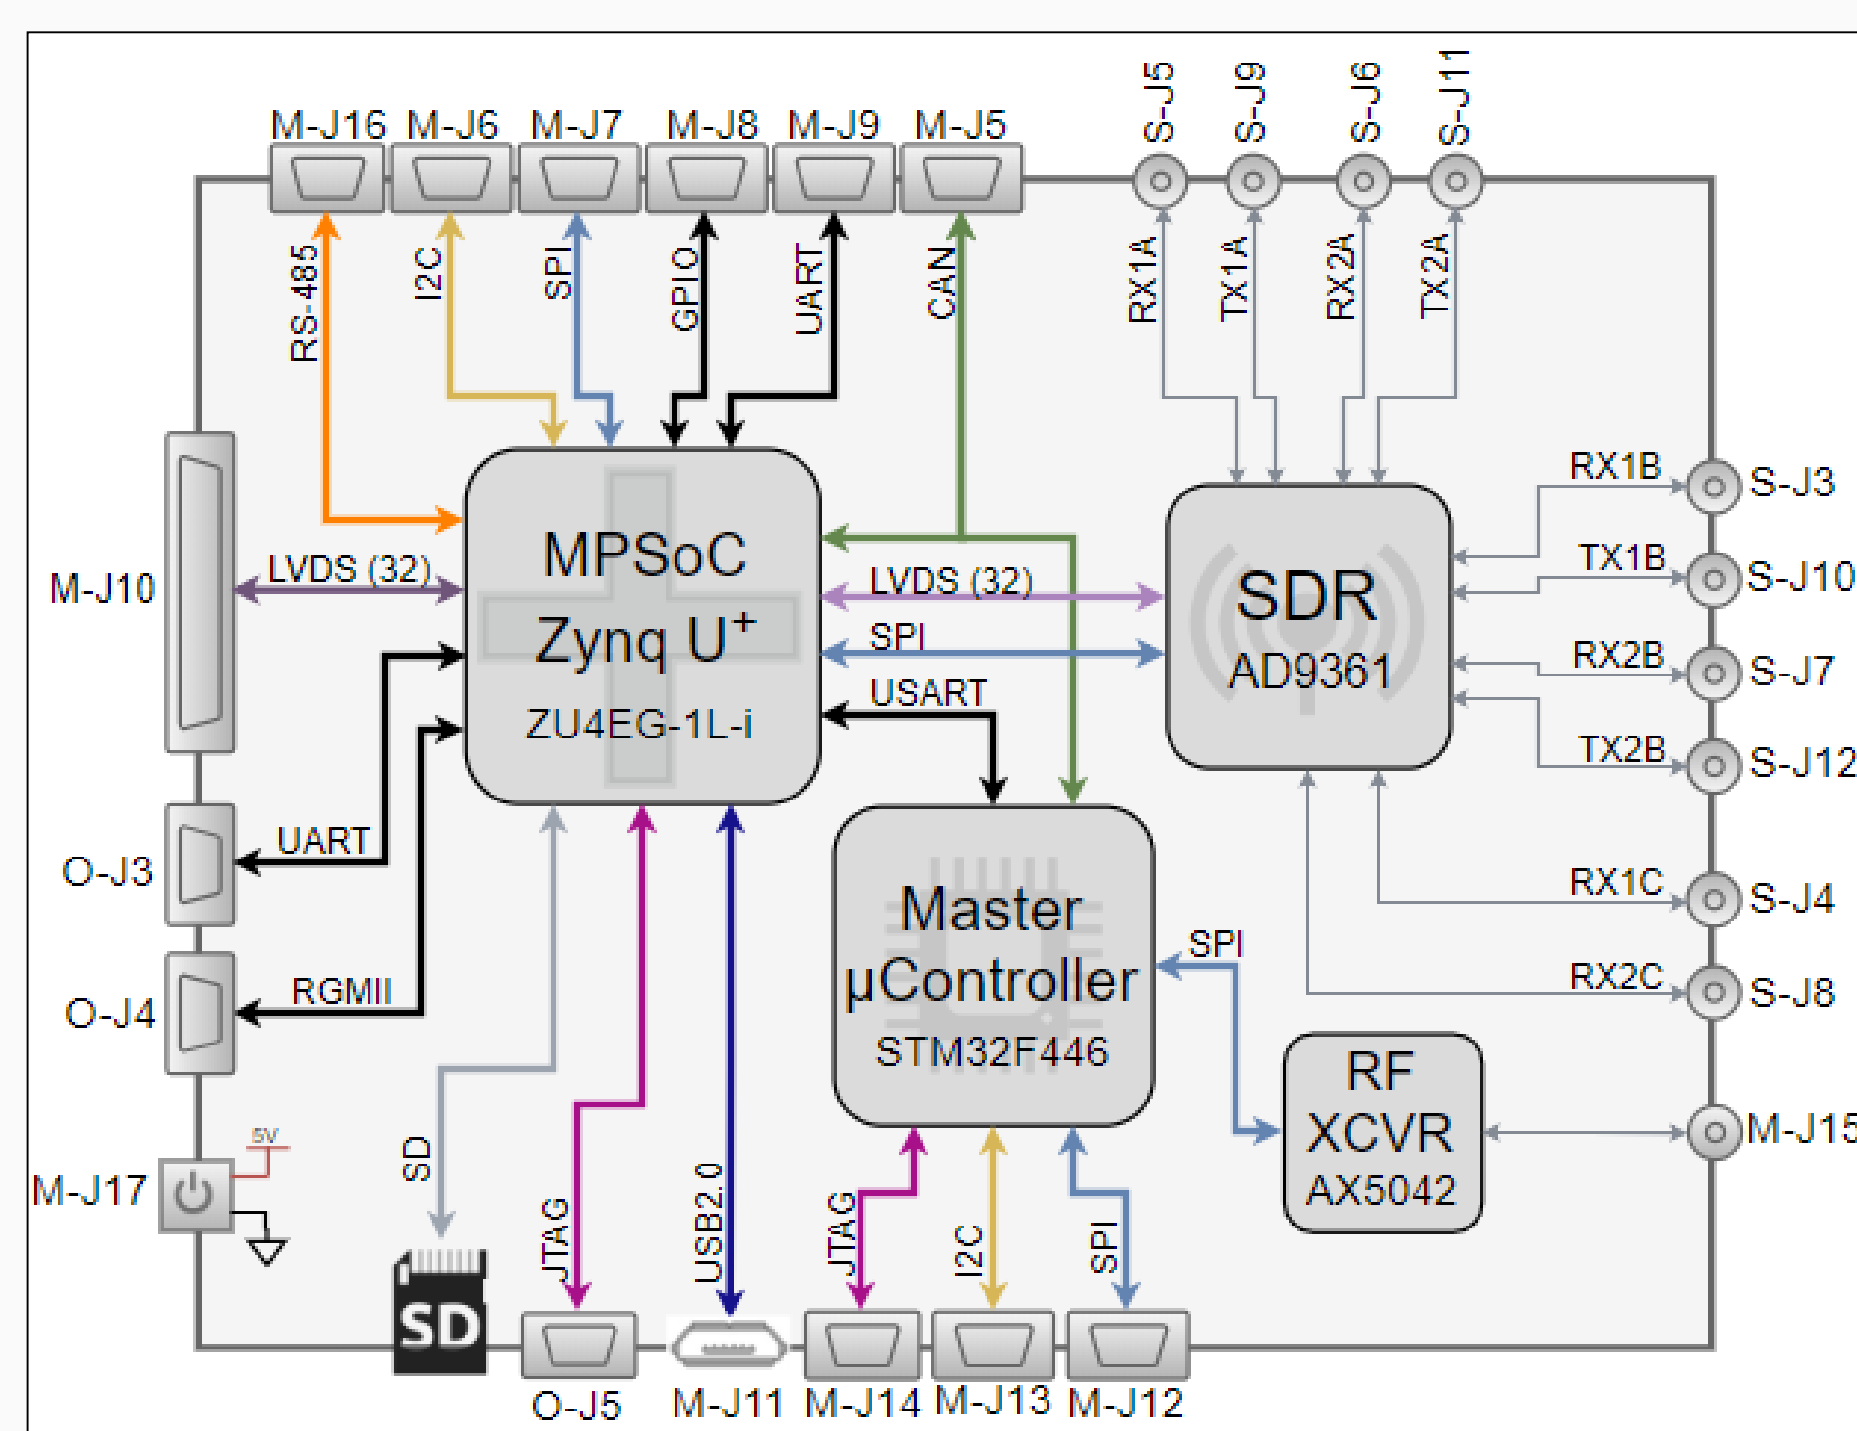 M-J16 M-J6 M-J7 M-J8 M-J9 M-J5
S-J5
S-J9
S-J6
S-J11
RS-485
I2C
SPI
GPIO
UART
CAN
RX1A
TX1A
RX2A
TX2A
M-J10
LVDS (32)
MPSoC
Zynq U+
ZU4EG-1L-i
LVDS (32)
SPI
USART
SDR
AD9361
RX1B
S-J3
TX1B
S-J10
RX2B
S-J7
TX2B
S-J12
RX1C
S-J4
RX2C
S-J8
O-J3
UART
O-J4
RGMII
Master
µController
STM32F446
SPI
RF
XCVR
AX5042
M-J15
M-J17
5V
SD
JTAG
USB2.0
JTAG
I2C
SPI
SD
O-J5 M-J11 M-J14 M-J13 M-J12